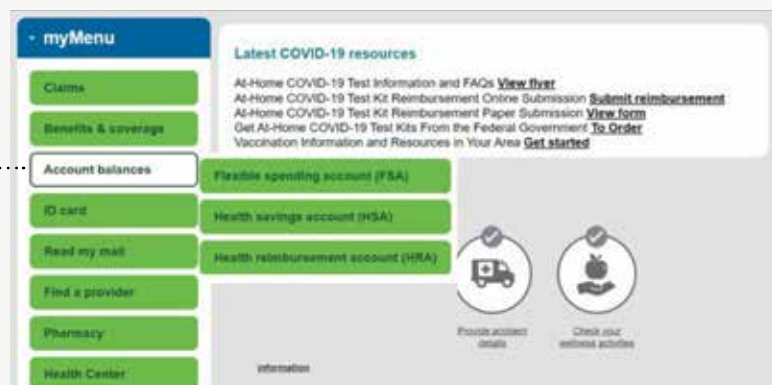 myMenu
Claims
Benefits & coverage
Account balances
ID card
Read my mail
Find a provider
Pharmacy
Health Center
Flexible spending account (FSA)
Health savings account (HSA)
Health reimbursement account (HRA)
Latest COVID-19 resources
At-Home COVID-19 Test Information and FAQs View flyer
At-Home COVID-19 Test Kit Reimbursement Online Submission Submit reimbursement
At-Home COVID-19 Test Kit Reimbursement Paper Submission View form
Get At-Home COVID-19 Test Kits From the Federal Government To Order
Vaccination Information and Resources in Your Area Get started
Provide accident
details
Check your
wellness activities
information